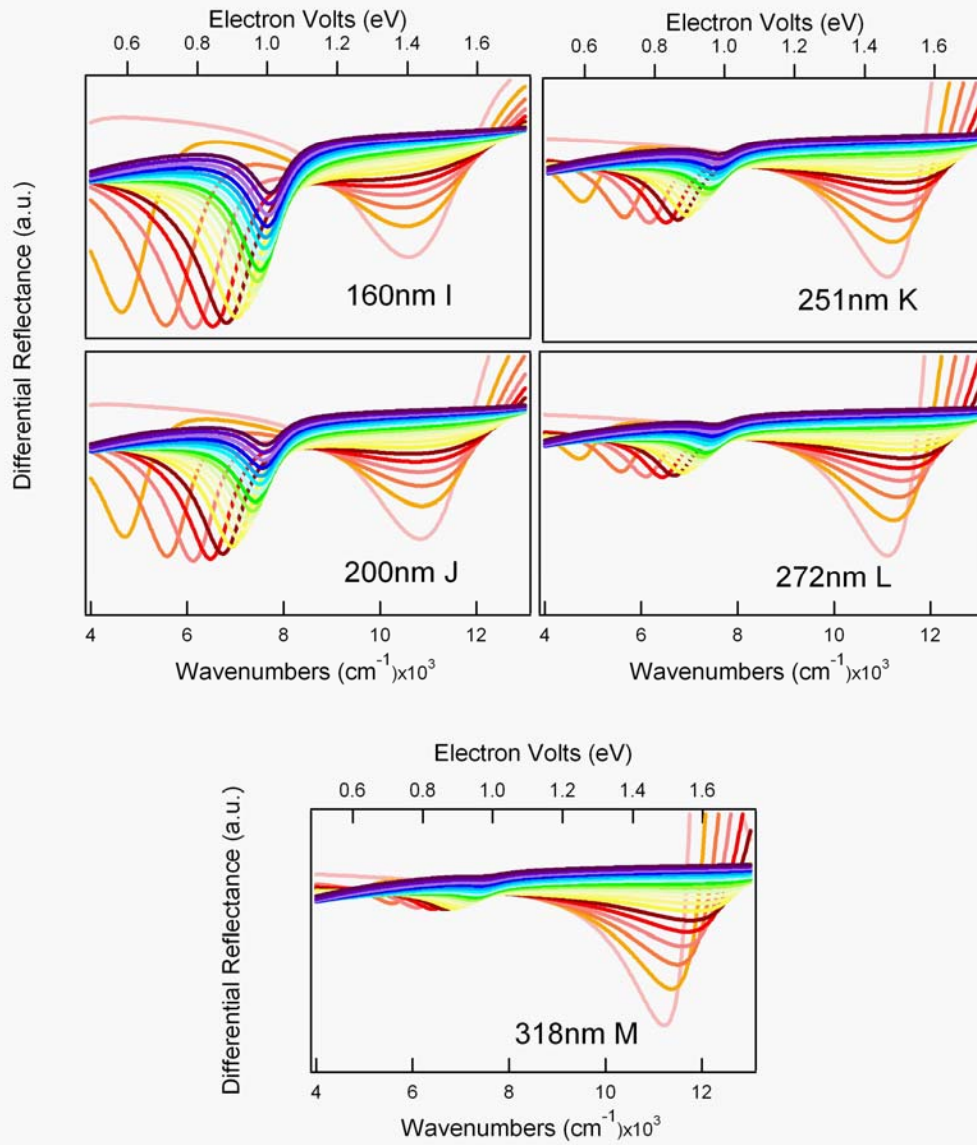 Electron Volts (eV)
0.6 0.8 1.0 1.2 1.4 1.6
Electron Volts (eV)
0.6 0.8 1.0 1.2 1.4 1.6
Differential Reflectance (a.u.)
160nm I
251nm K
200nm J
272nm L
4 6 8 10 12
Wavenumbers (cm⁻¹)x10³
4 6 8 10 12
Wavenumbers (cm⁻¹)x10³
Electron Volts (eV)
0.6 0.8 1.0 1.2 1.4 1.6
Differential Reflectance (a.u.)
318nm M
4 6 8 10 12
Wavenumbers (cm⁻¹)x10³